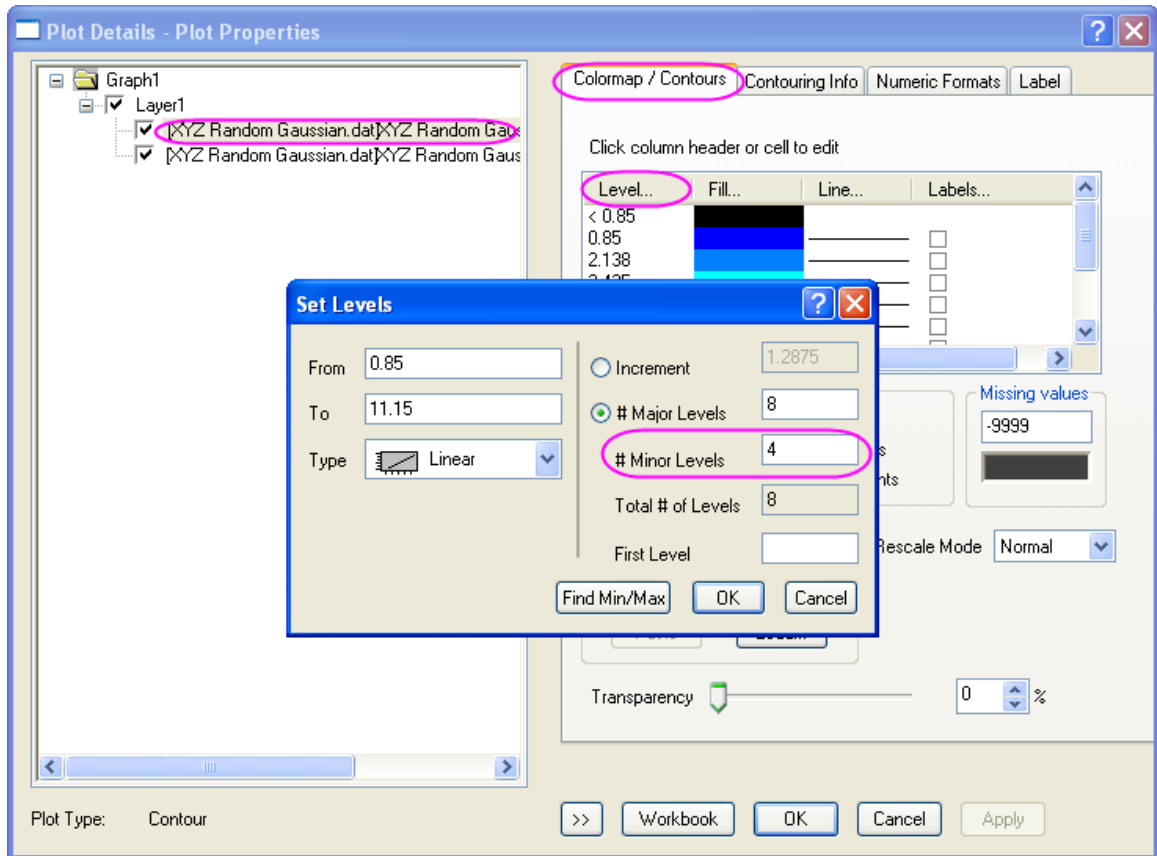 Plot Details - Plot Properties
Graph1
Layer1
[XYZ Random Gaussian.dat]XYZ Random Gaus
[XYZ Random Gaussian.dat]XYZ Random Gaus
Plot Type: Contour
Colormap / Contours Contouring Info Numeric Formats Label
Click column header or cell to edit
Level... Fill... Line... Labels...
< 0.85
0.85
2.138
Set Levels
From 0.85
To 11.15
Type Linear
Increment 1.2875
# Major Levels 8
# Minor Levels 4
Total # of Levels 8
First Level
Find Min/Max OK Cancel
Missing values
-9999
Rescale Mode Normal
Transparency 0 %
>> Workbook OK Cancel Apply